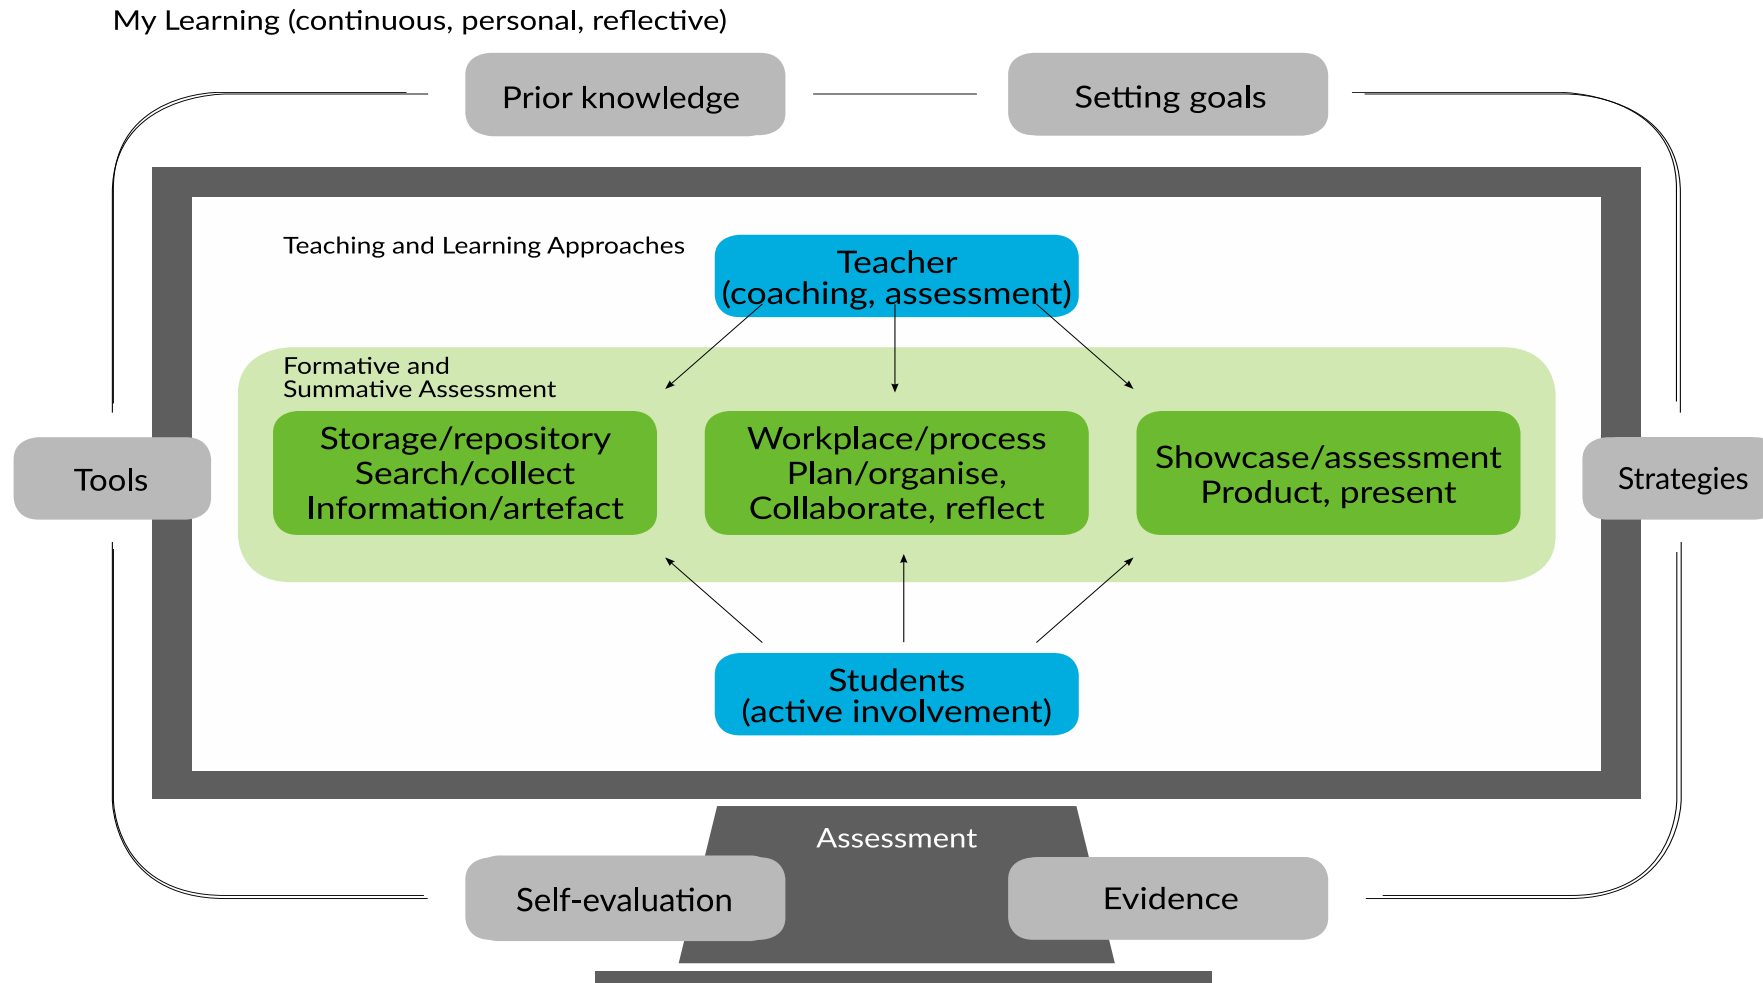 My Learning (continuous, personal, reflective)
Prior knowledge
Setting goals
Teaching and Learning Approaches
Teacher
(coaching, assessment)
Formative and
Summative Assessment
Storage/repository
Search/collect
Information/artefact
Workplace/process
Plan/organise,
Collaborate, reflect
Showcase/assessment
Product, present
Tools
Strategies
Students
(active involvement)
Assessment
Self-evaluation
Evidence